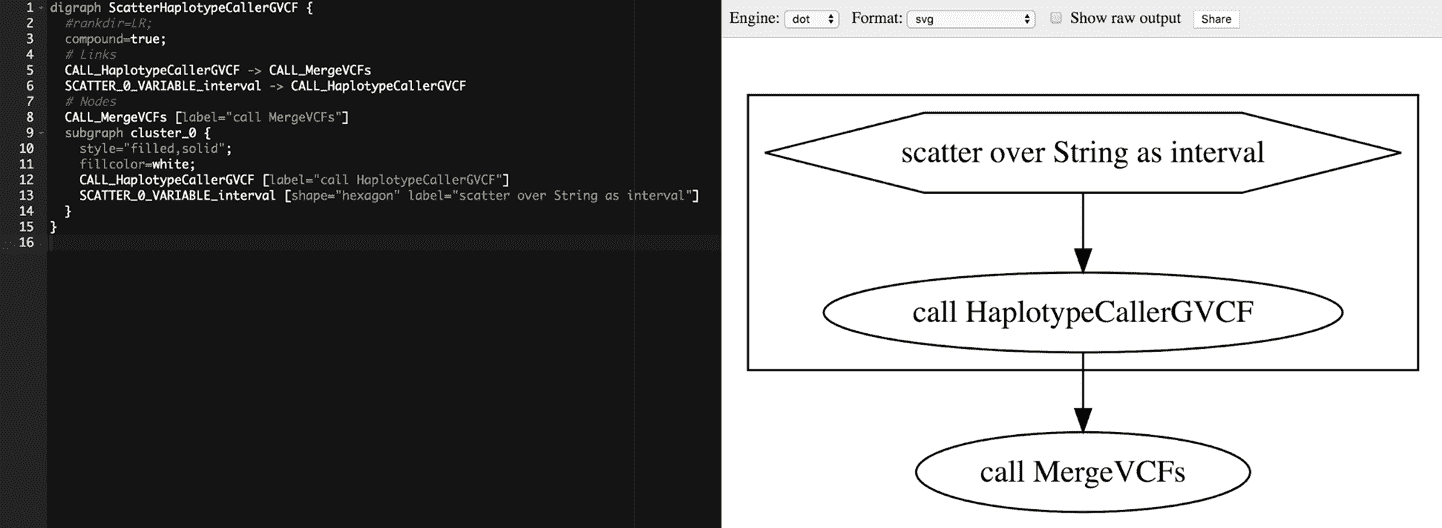 1 digraph ScatterHaplotypeCallerGVCF {
2 #rankdir=LR;
3 compound=true;
4 # Links
5 CALL_HaplotypeCallerGVCF -> CALL_MergeVCFs
6 SCATTER_0_VARIABLE_interval -> CALL_HaplotypeCallerGVCF
7 # Nodes
8 CALL_MergeVCFs [label="call MergeVCFs"]
9 subgraph cluster_0 {
10 style="filled,solid";
11 fillcolor=white;
12 CALL_HaplotypeCallerGVCF [label="call HaplotypeCallerGVCF"]
13 SCATTER_0_VARIABLE_interval [shape="hexagon" label="scatter over String as interval"]
14 }
15 }
16
Engine: dot Format: svg Show raw output Share
scatter over String as interval
call HaplotypeCallerGVCF
call MergeVCFs